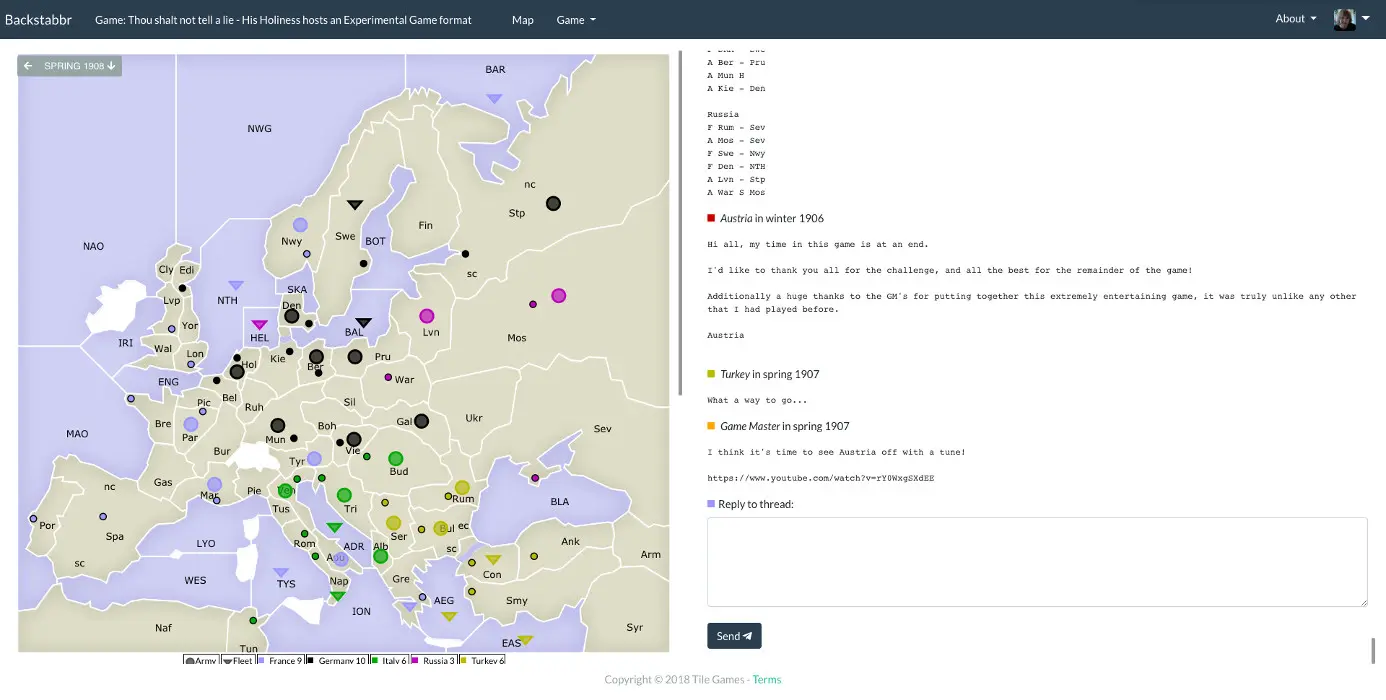 Backstabbr Game: Thou shalt not tell a lie - His Holiness hosts an Experimental Game format Map Game About
← SPRING 1908 ↓
BAR
NWG
nc
Stp
NAO
Nwy
Swe
BOT
Fin
sc
Cly Edi
SKA
Lvp
NTH
Den
Mos
IRI
Yor
HEL
BAL
Lvn
Wal
Lon
Kie
Hol
Ber
Pru
ENG
Bel
War
Pic
Ruh
Sil
Bre
Par
Gal
Ukr
MAO
Mun
Boh
Sev
Bur
Vie
Tyr
Bud
nc
Gas
Mar
Pie
Ven
Rum
Por
Spa
Tus
Tri
BLA
Ser
Bul ec
LYO
Rom
ADR
Alb
sc
Ank
Arm
sc
Apu
WES
TYS
Nap
Gre
Con
AEG
Smy
ION
Naf
Syr
EAS
Tun
Army Fleet France 9 Germany 10 Italy 6 Russia 3 Turkey 6
A Ber - Pru
A Mun H
A Kie - Den
Russia
F Rum - Sev
A Mos - Sev
F Swe - Nwy
F Den - NTH
A Lvn - Stp
A War S Mos
Austria in winter 1906
Hi all, my time in this game is at an end.
I'd like to thank you all for the challenge, and all the best for the remainder of the game!
Additionally a huge thanks to the GM's for putting together this extremely entertaining game, it was truly unlike any other
that I had played before.
Austria
Turkey in spring 1907
What a way to go...
Game Master in spring 1907
I think it's time to see Austria off with a tune!
https://www.youtube.com/watch?v=rY0WxgSXdEE
Reply to thread:
Send
Copyright © 2018 Tile Games - Terms